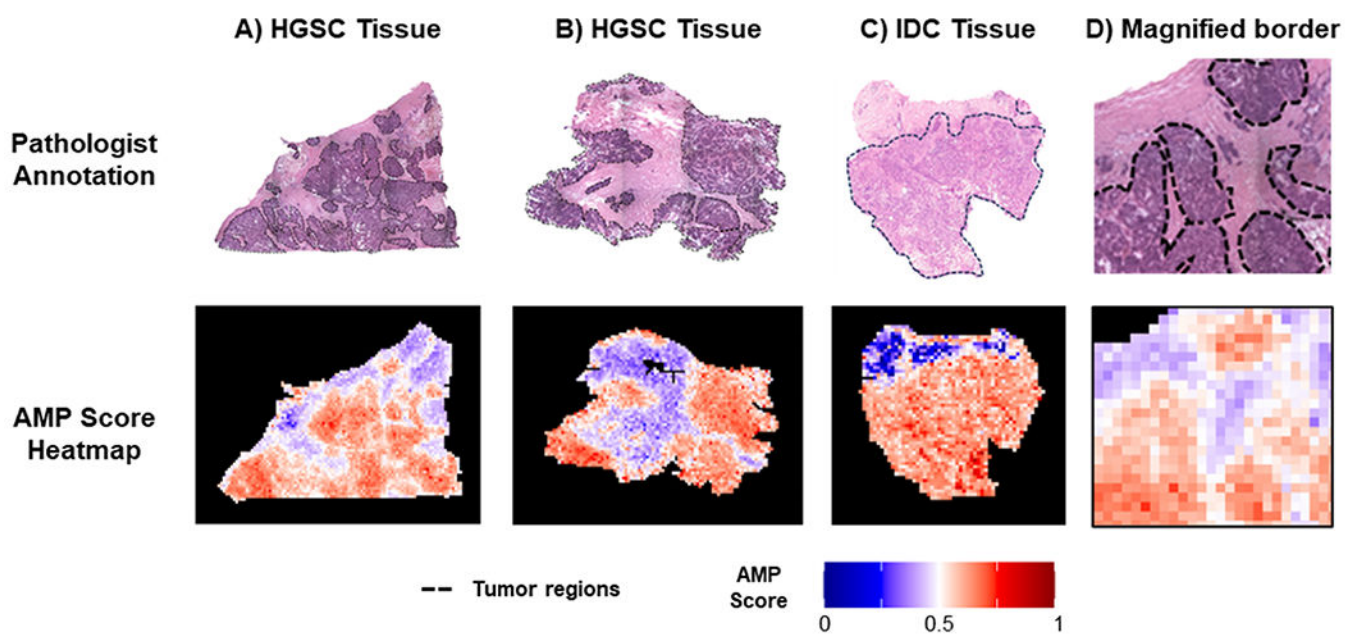 A) HGSC Tissue
B) HGSC Tissue
C) IDC Tissue
D) Magnified border
Pathologist
Annotation
AMP Score
Heatmap
Tumor regions
AMP
Score
0
0.5
1